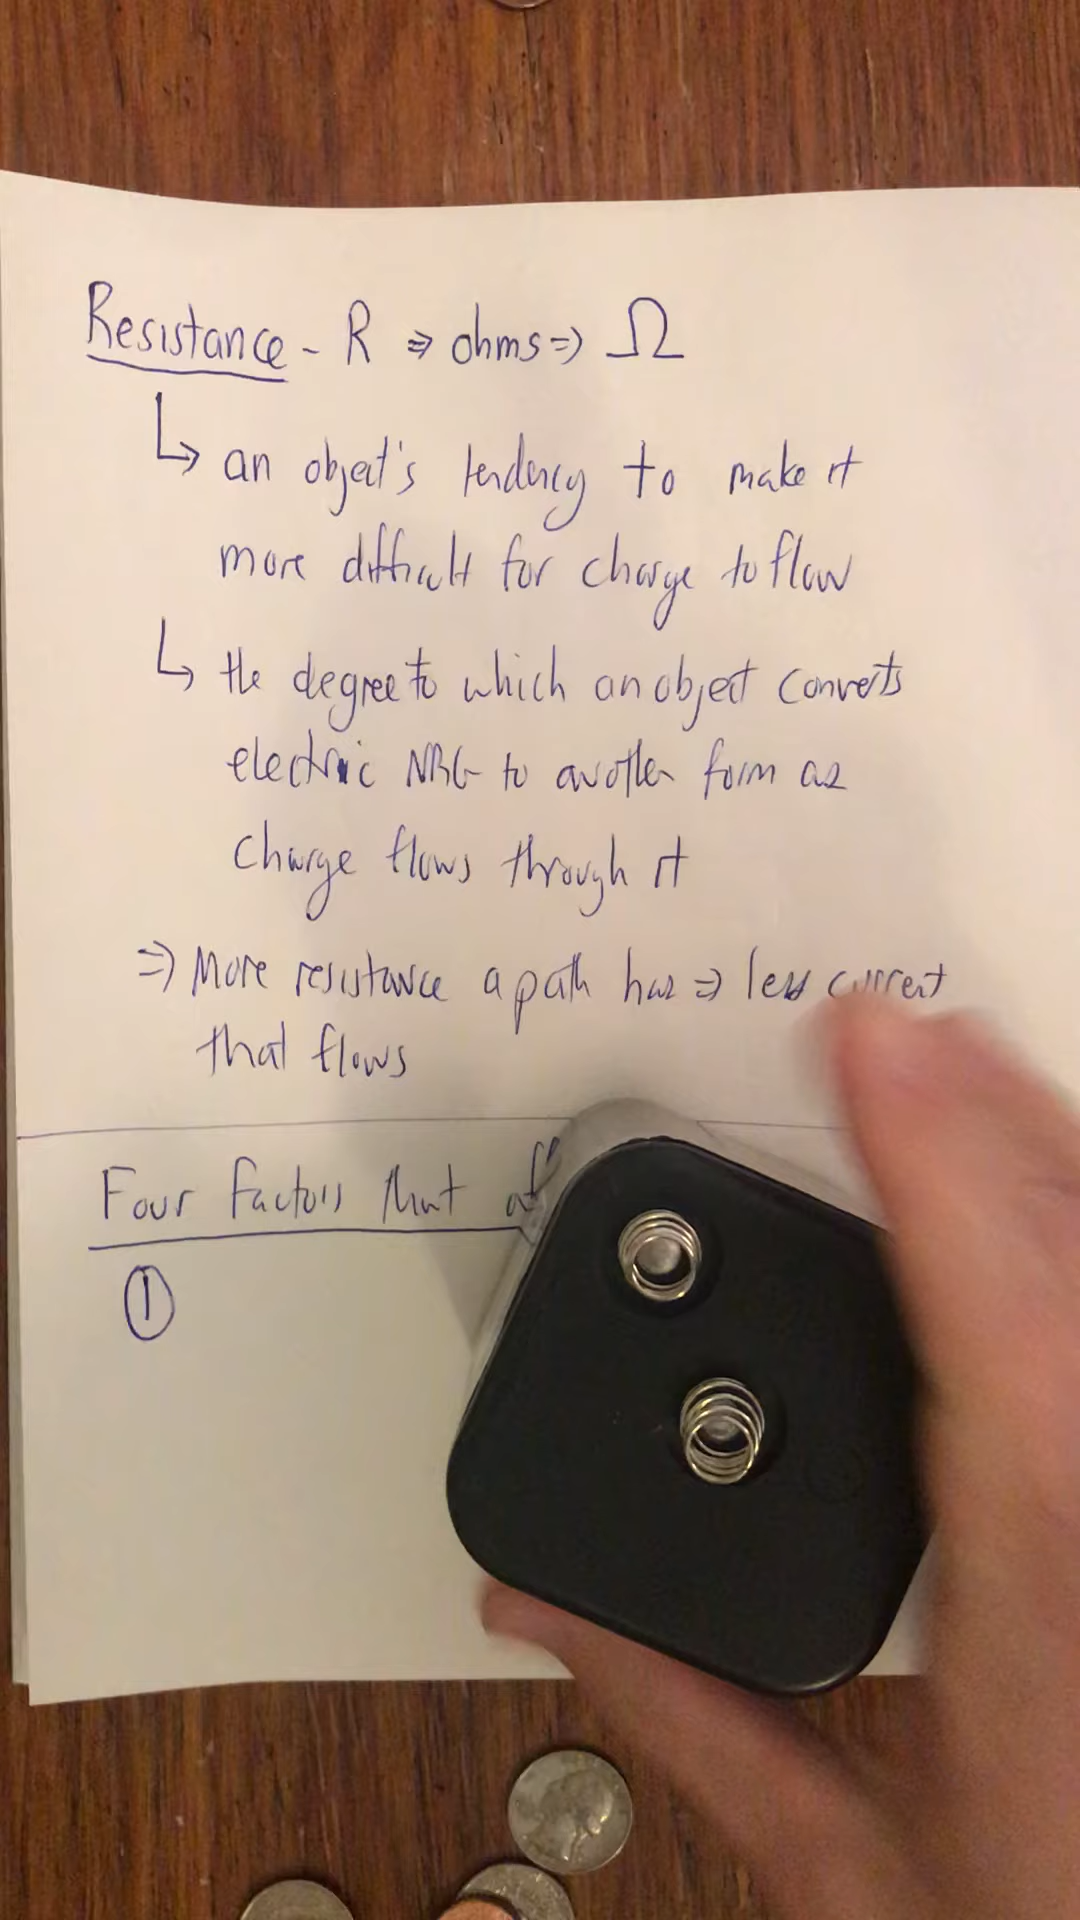 Resistance - R ⇒ ohms ⇒ Ω
↳ an object's tendency to make it
more difficult for charge to flow
↳ the degree to which an object converts
electric NRG to another form as
charge flows through it
⇒ More resistance a path has ⇒ less current
that flows
Four factors that
①